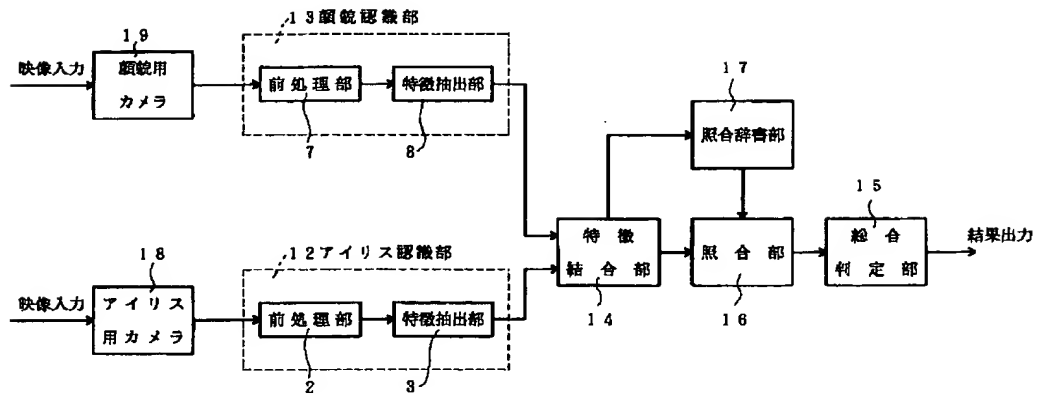 １３顔貌認識部
１９
映像入力
顔貌用
カメラ
前処理部
特徴抽出部
７
８
１７
照合辞書部
１２アイリス認識部
１８
映像入力
アイリス
用カメラ
前処理部
特徴抽出部
２
３
特徴
結合部
１４
照合部
１６
１５
総合
判定部
結果出力